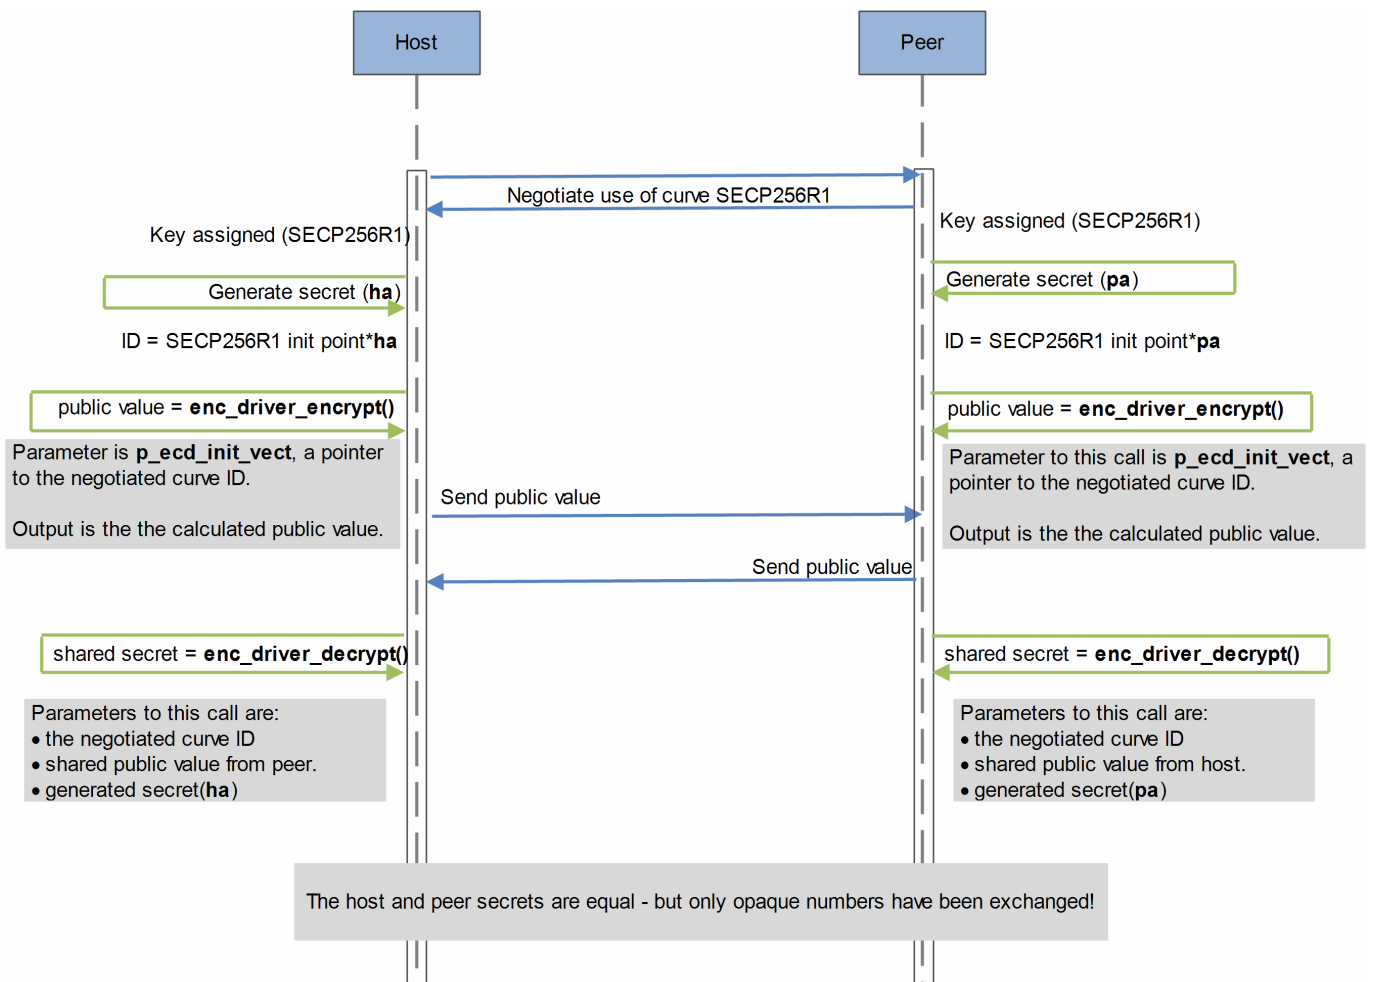 Host
Peer
Negotiate use of curve SECP256R1
Key assigned (SECP256R1)
Key assigned (SECP256R1)
Generate secret (ha)
Generate secret (pa)
ID = SECP256R1 init point*ha
ID = SECP256R1 init point*pa
public value = enc_driver_encrypt()
public value = enc_driver_encrypt()
Parameter is p_ecd_init_vect, a pointer
to the negotiated curve ID.
Output is the the calculated public value.
Parameter to this call is p_ecd_init_vect, a
pointer to the negotiated curve ID.
Output is the the calculated public value.
Send public value
Send public value
shared secret = enc_driver_decrypt()
shared secret = enc_driver_decrypt()
Parameters to this call are:
• the negotiated curve ID
• shared public value from peer.
• generated secret(ha)
Parameters to this call are:
• the negotiated curve ID
• shared public value from host.
• generated secret(pa)
The host and peer secrets are equal - but only opaque numbers have been exchanged!